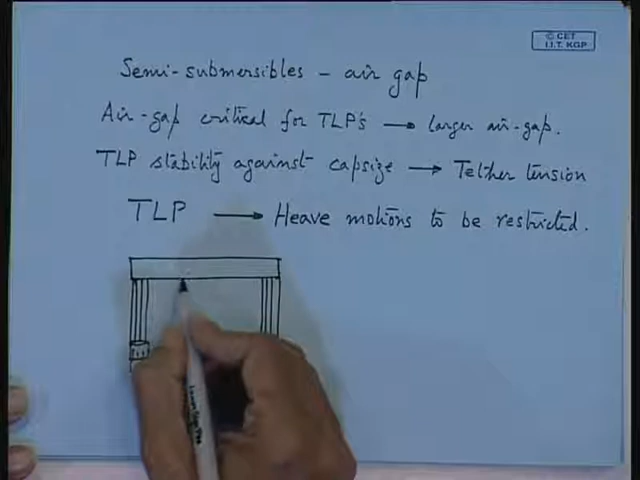 © CET
I.I.T. KGP
Semi-submersibles - air gap
Air-gap critical for TLP's → larger air-gap.
TLP stability against capsize → Tether tension
TLP → Heave motions to be restricted.